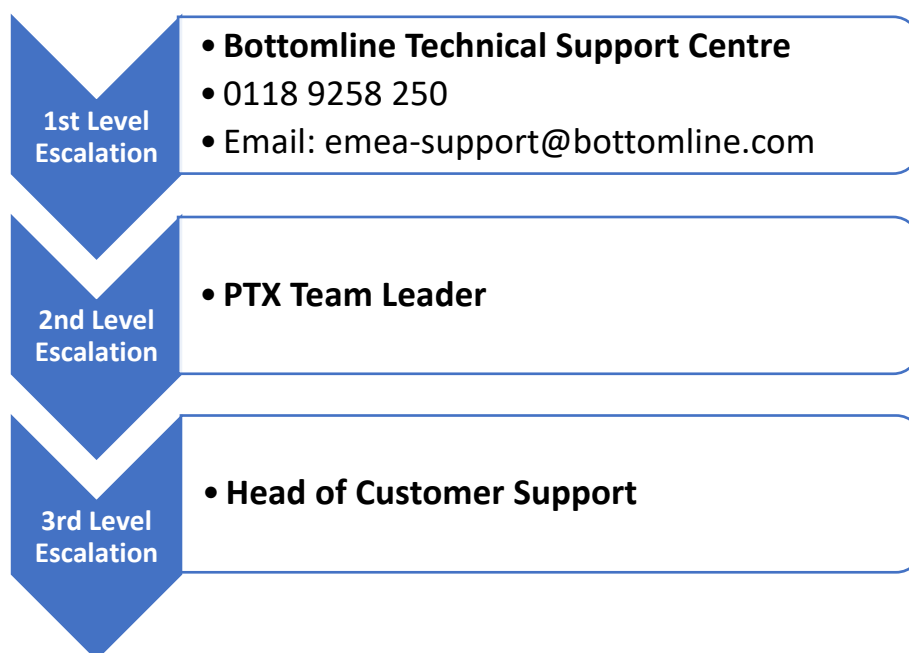 1st Level
Escalation
• Bottomline Technical Support Centre
• 0118 9258 250
• Email: emea-support@bottomline.com
2nd Level
Escalation
• PTX Team Leader
3rd Level
Escalation
• Head of Customer Support